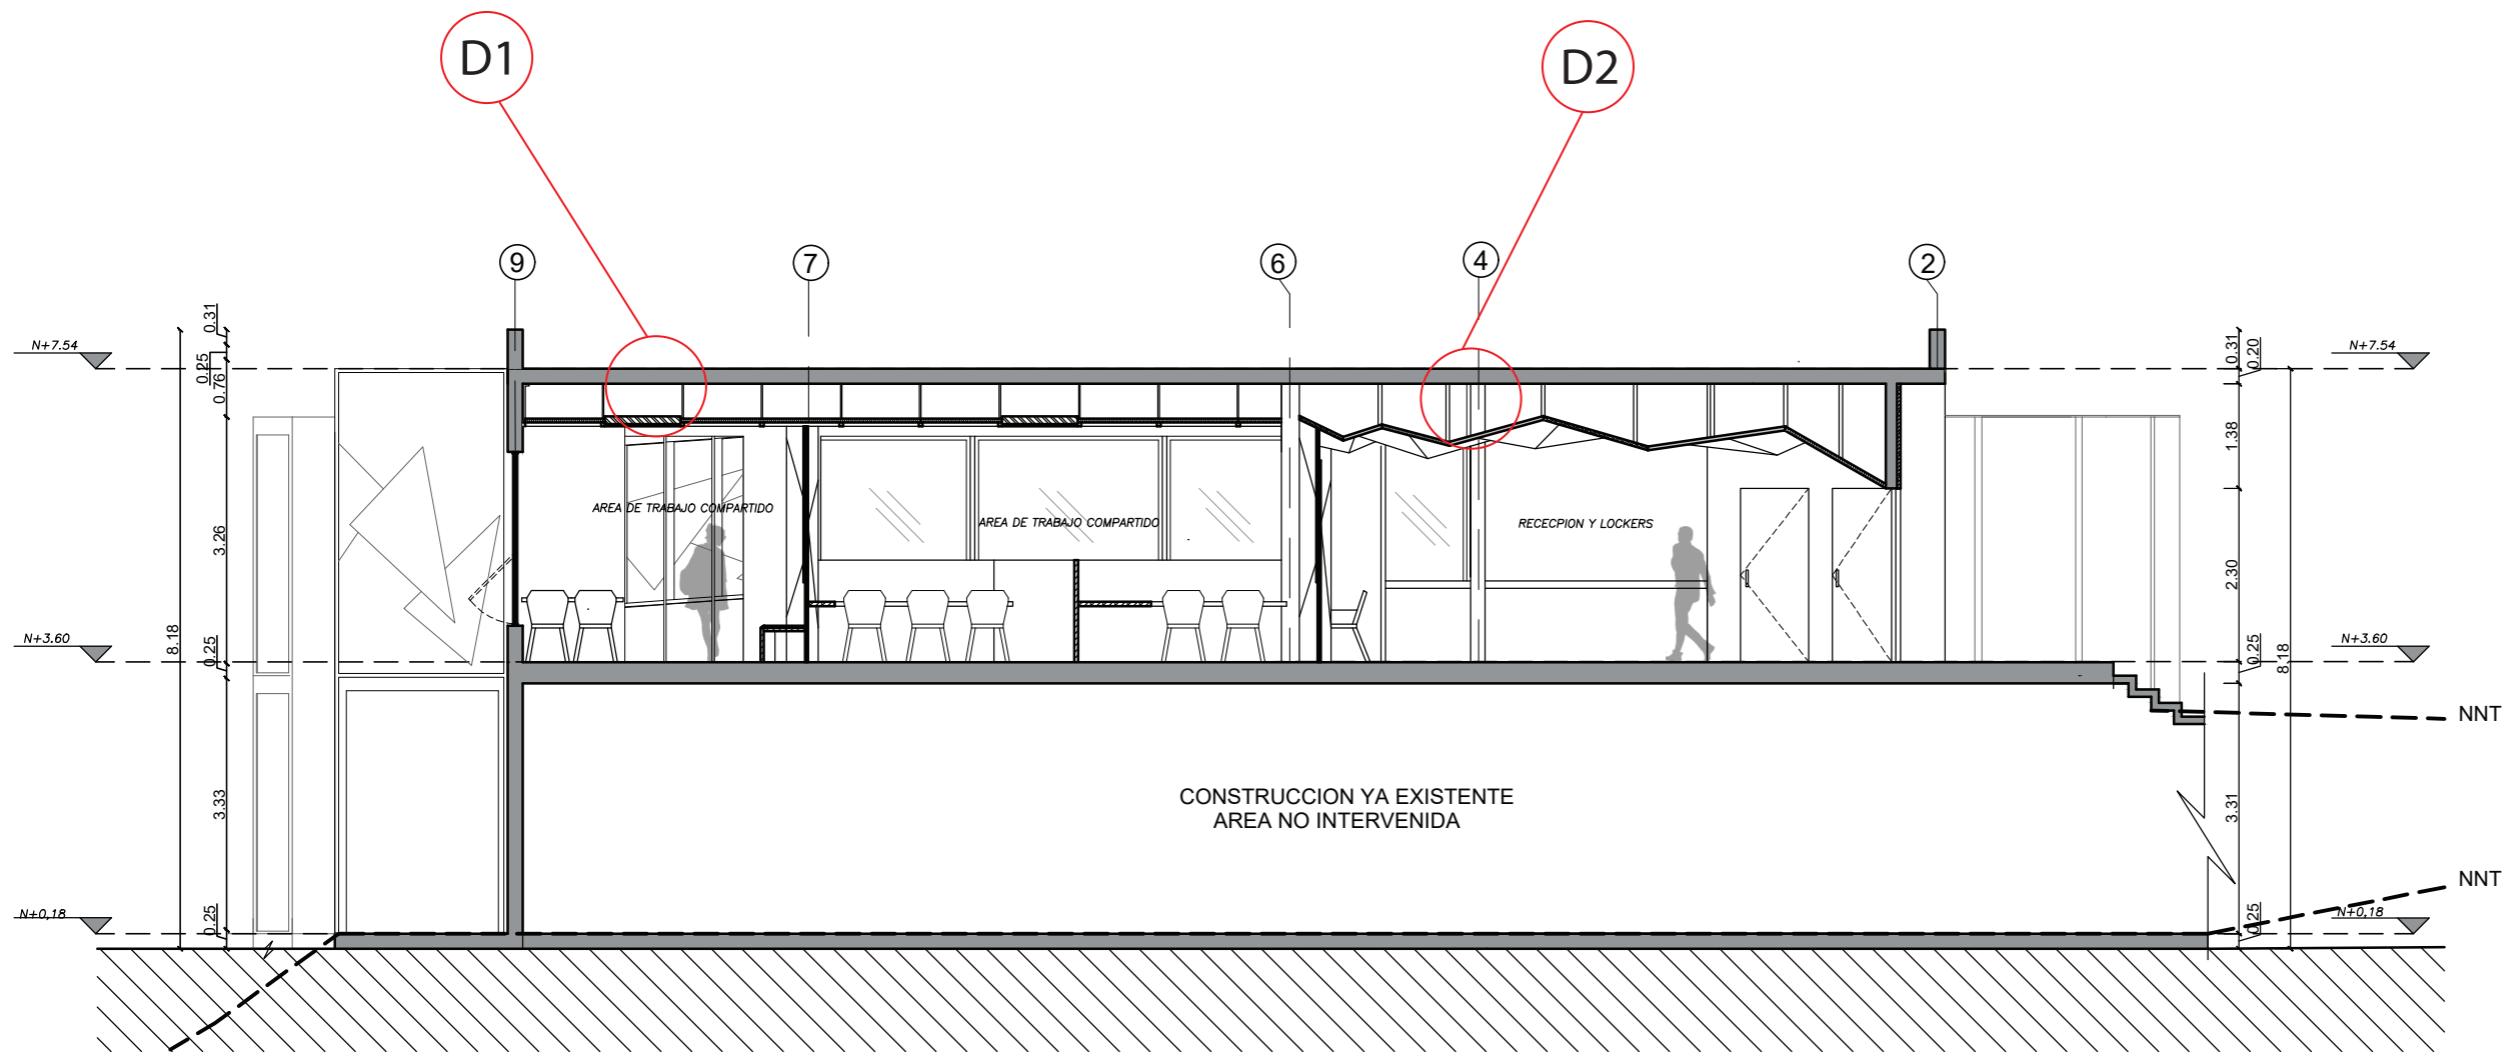 D1
D2
9
7
6
4
2
0.31
N+7.54
0.25
0.76
0.31
0.20
N+7.54
1.38
AREA DE TRABAJO COMPARTIDO
AREA DE TRABAJO COMPARTIDO
RECECPION Y LOCKERS
3.26
2.30
N+3.60
8.18
0.25
0.25
8.18
N+3.60
NNT
CONSTRUCCION YA EXISTENTE
AREA NO INTERVENIDA
3.33
3.31
NNT
N+0,18
0.25
0.25
N+0,18